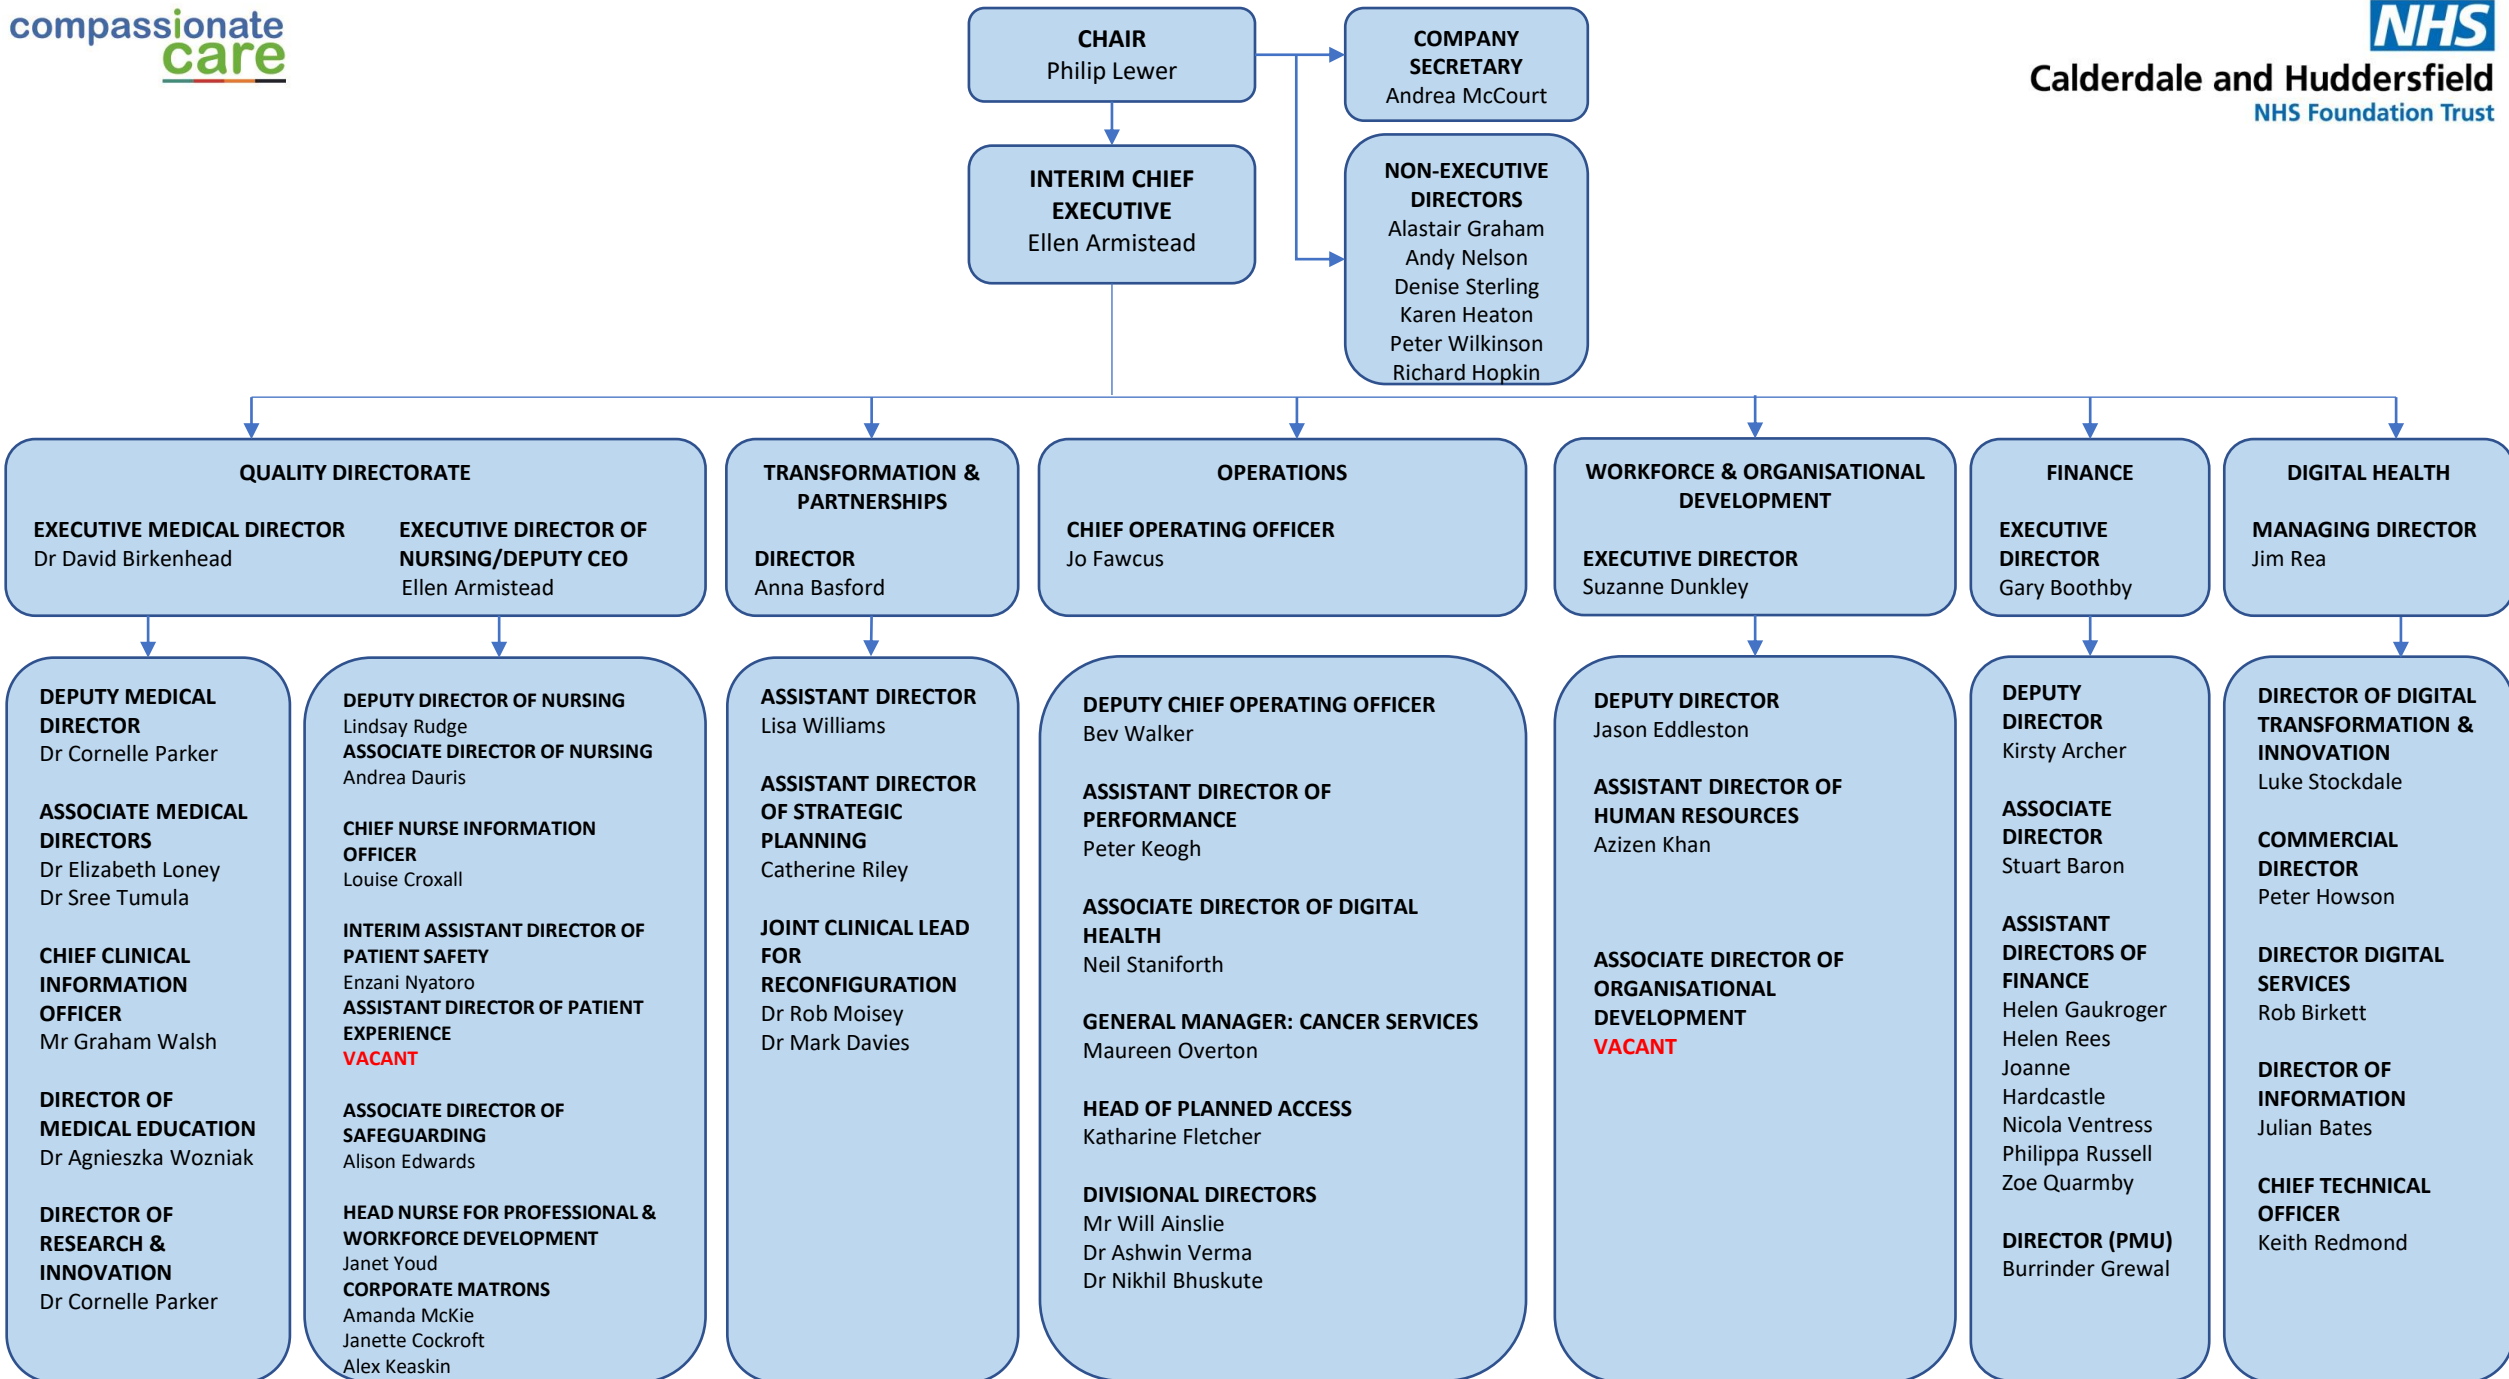 compassionate
care
NHS
Calderdale and Huddersfield
NHS Foundation Trust
CHAIR
Philip Lewer
COMPANY
SECRETARY
Andrea McCourt
INTERIM CHIEF
EXECUTIVE
Ellen Armistead
NON-EXECUTIVE
DIRECTORS
Alastair Graham
Andy Nelson
Denise Sterling
Karen Heaton
Peter Wilkinson
Richard Hopkin
QUALITY DIRECTORATE
EXECUTIVE MEDICAL DIRECTOR
Dr David Birkenhead
EXECUTIVE DIRECTOR OF
NURSING/DEPUTY CEO
Ellen Armistead
TRANSFORMATION &
PARTNERSHIPS
DIRECTOR
Anna Basford
OPERATIONS
CHIEF OPERATING OFFICER
Jo Fawcus
WORKFORCE & ORGANISATIONAL
DEVELOPMENT
EXECUTIVE DIRECTOR
Suzanne Dunkley
FINANCE
EXECUTIVE
DIRECTOR
Gary Boothby
DIGITAL HEALTH
MANAGING DIRECTOR
Jim Rea
DEPUTY MEDICAL
DIRECTOR
Dr Cornelle Parker
ASSOCIATE MEDICAL
DIRECTORS
Dr Elizabeth Loney
Dr Sree Tumula
CHIEF CLINICAL
INFORMATION
OFFICER
Mr Graham Walsh
DIRECTOR OF
MEDICAL EDUCATION
Dr Agnieszka Wozniak
DIRECTOR OF
RESEARCH &
INNOVATION
Dr Cornelle Parker
DEPUTY DIRECTOR OF NURSING
Lindsay Rudge
ASSOCIATE DIRECTOR OF NURSING
Andrea Dauris
CHIEF NURSE INFORMATION
OFFICER
Louise Croxall
INTERIM ASSISTANT DIRECTOR OF
PATIENT SAFETY
Enzani Nyatoro
ASSISTANT DIRECTOR OF PATIENT
EXPERIENCE
VACANT
ASSOCIATE DIRECTOR OF
SAFEGUARDING
Alison Edwards
HEAD NURSE FOR PROFESSIONAL &
WORKFORCE DEVELOPMENT
Janet Youd
CORPORATE MATRONS
Amanda McKie
Janette Cockroft
Alex Keaskin
ASSISTANT DIRECTOR
Lisa Williams
ASSISTANT DIRECTOR
OF STRATEGIC
PLANNING
Catherine Riley
JOINT CLINICAL LEAD
FOR
RECONFIGURATION
Dr Rob Moisey
Dr Mark Davies
DEPUTY CHIEF OPERATING OFFICER
Bev Walker
ASSISTANT DIRECTOR OF
PERFORMANCE
Peter Keogh
ASSOCIATE DIRECTOR OF DIGITAL
HEALTH
Neil Staniforth
GENERAL MANAGER: CANCER SERVICES
Maureen Overton
HEAD OF PLANNED ACCESS
Katharine Fletcher
DIVISIONAL DIRECTORS
Mr Will Ainslie
Dr Ashwin Verma
Dr Nikhil Bhuskute
DEPUTY DIRECTOR
Jason Eddleston
ASSISTANT DIRECTOR OF
HUMAN RESOURCES
Azizen Khan
ASSOCIATE DIRECTOR OF
ORGANISATIONAL
DEVELOPMENT
VACANT
DEPUTY
DIRECTOR
Kirsty Archer
ASSOCIATE
DIRECTOR
Stuart Baron
ASSISTANT
DIRECTORS OF
FINANCE
Helen Gaukroger
Helen Rees
Joanne
Hardcastle
Nicola Ventress
Philippa Russell
Zoe Quarmby
DIRECTOR (PMU)
Burrinder Grewal
DIRECTOR OF DIGITAL
TRANSFORMATION &
INNOVATION
Luke Stockdale
COMMERCIAL
DIRECTOR
Peter Howson
DIRECTOR DIGITAL
SERVICES
Rob Birkett
DIRECTOR OF
INFORMATION
Julian Bates
CHIEF TECHNICAL
OFFICER
Keith Redmond